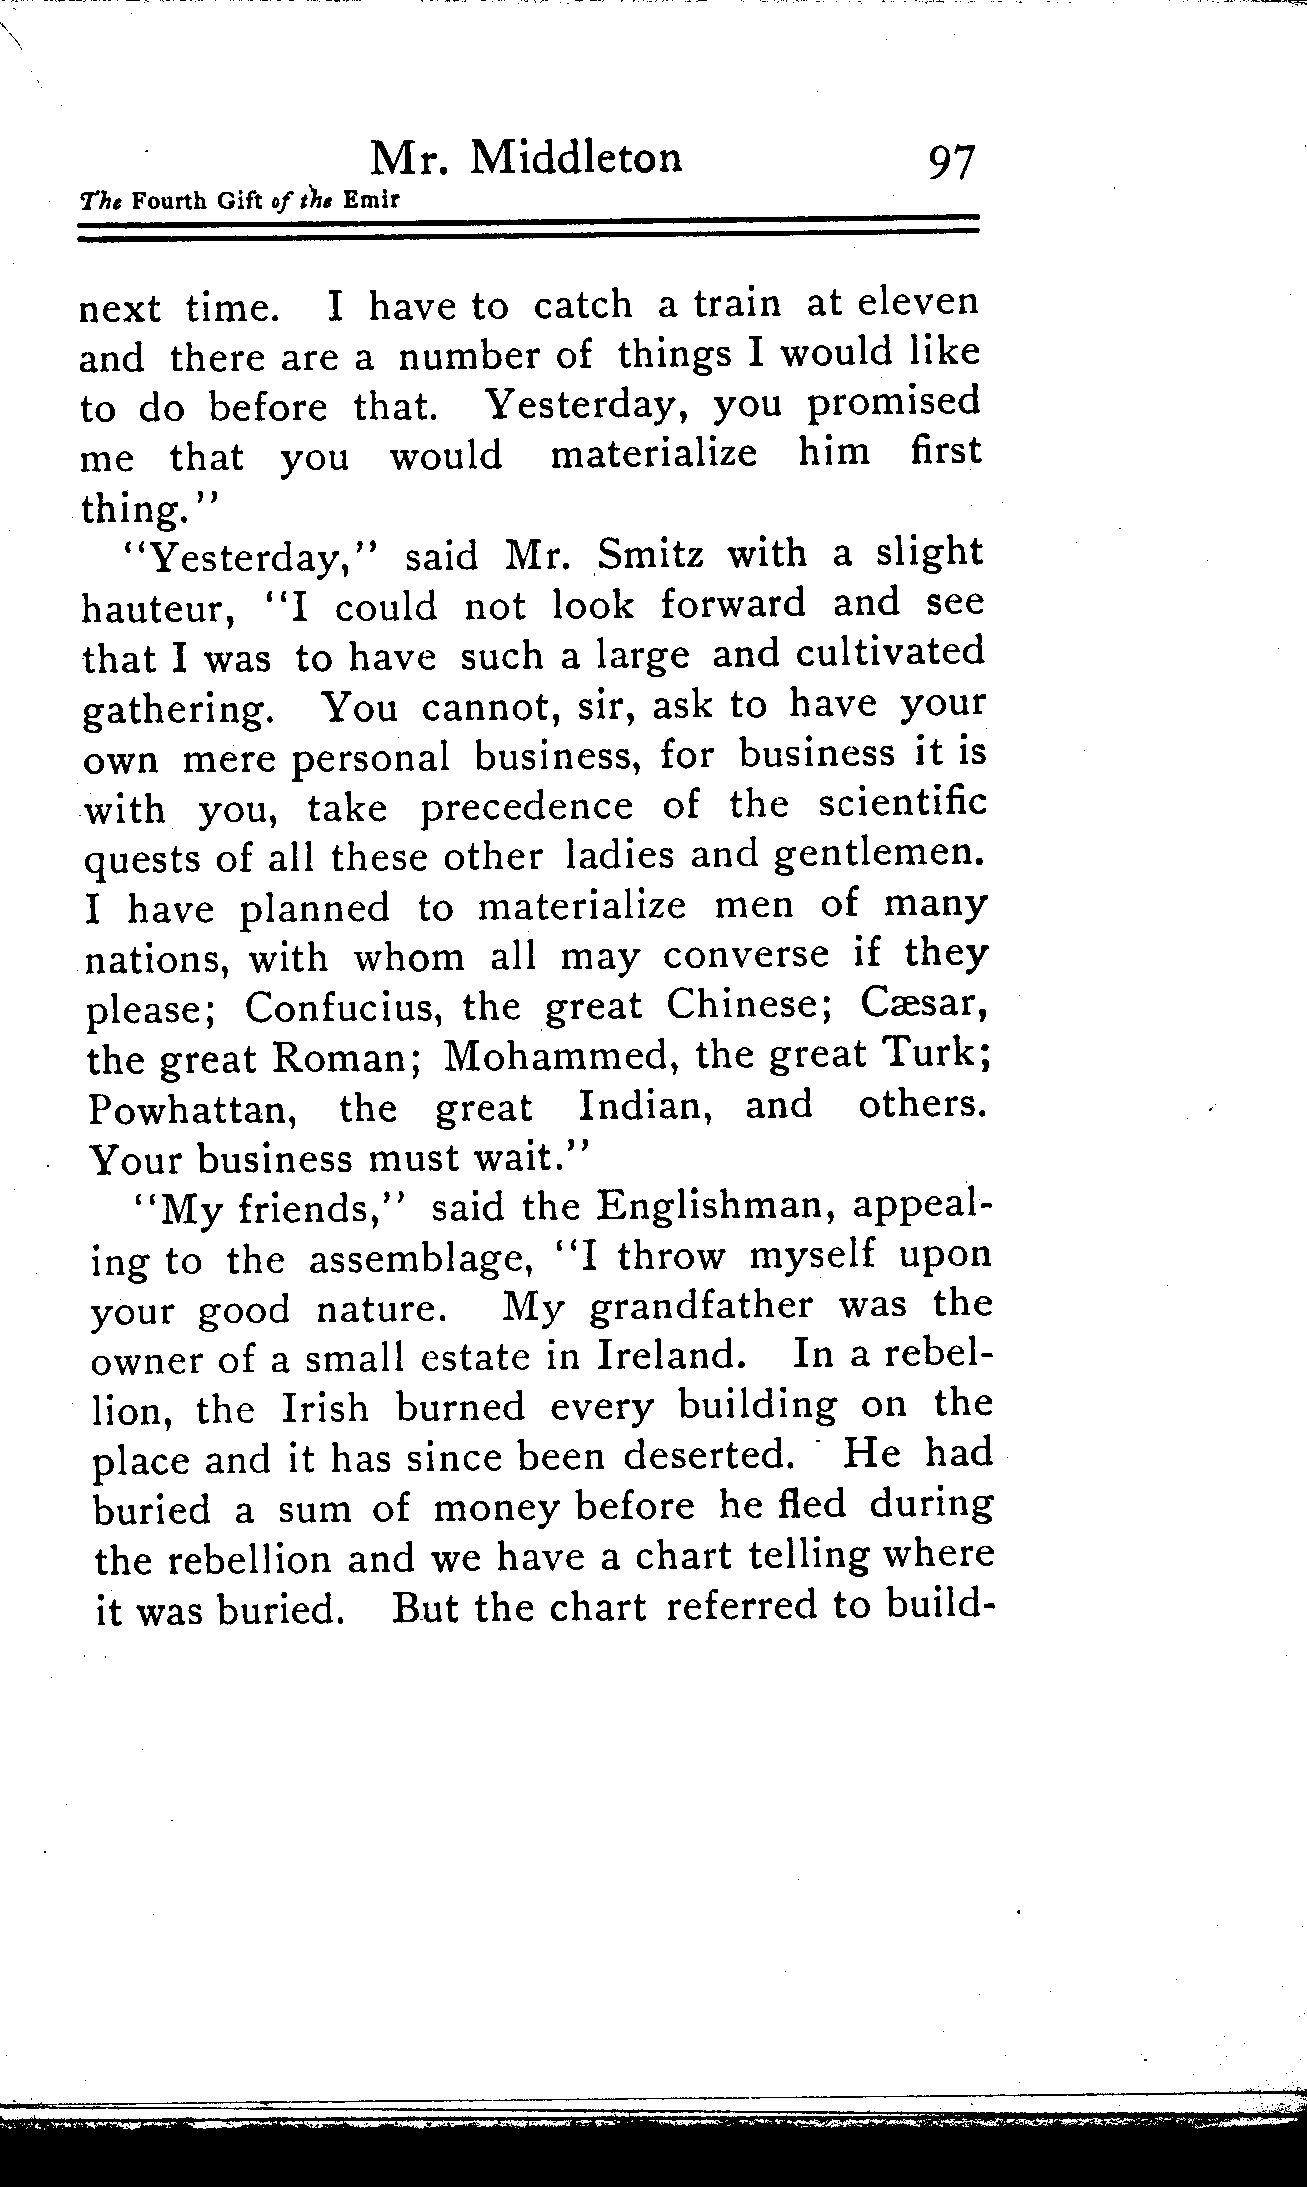 Mr. Middleton 97
The Fourth Gift of the Emir
next time. I have to catch a train at eleven
and there are a number of things I would like
to do before that. Yesterday, you promised
me that you would materialize him first
thing."
"Yesterday," said Mr. Smitz with a slight
hauteur, "I could not look forward and see
that I was to have such a large and cultivated
gathering. You cannot, sir, ask to have your
own mere personal business, for business it is
with you, take precedence of the scientific
quests of all these other ladies and gentlemen.
I have planned to materialize men of many
nations, with whom all may converse if they
please; Confucius, the great Chinese; Cæsar,
the great Roman; Mohammed, the great Turk;
Powhattan, the great Indian, and others.
Your business must wait."
"My friends," said the Englishman, appeal-
ing to the assemblage, "I throw myself upon
your good nature. My grandfather was the
owner of a small estate in Ireland. In a rebel-
lion, the Irish burned every building on the
place and it has since been deserted. He had
buried a sum of money before he fled during
the rebellion and we have a chart telling where
it was buried. But the chart referred to build-